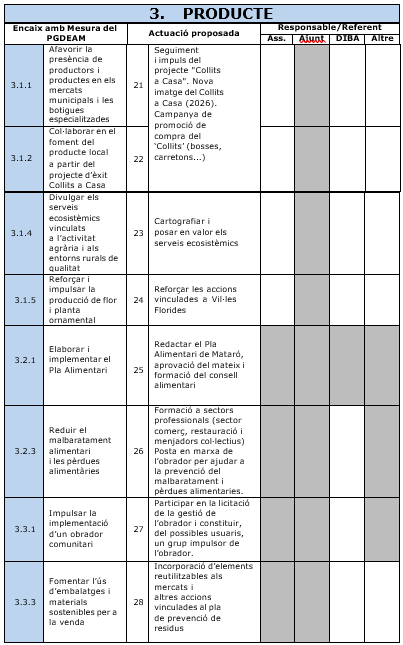 3. PRODUCTE
Encaix amb Mesura del
PGDEAM
Actuació proposada
Responsable/Referent
Ass.
Ajunt
DIBA
Altre
3.1.1
Afavorir la
presència de
productors i
productes en els
mercats
municipals i les
botigues
especialitzades
21
Seguiment
i impuls del
projecte "Collits
a Casa". Nova
imatge del Collits
a Casa (2026).
Campanya de
promoció de
compra del
'Collits' (bosses,
carretons...)
3.1.2
Col·laborar en el
foment del
producte local
a partir del
projecte d'èxit
Collits a Casa
22
3.1.4
Divulgar els
serveis
ecosistèmics
vinculats
a l'activitat
agrària i als
entorns rurals de
qualitat
23
Cartografiar i
posar en valor els
serveis ecosistèmics
3.1.5
Reforçar i
impulsar la
producció de flor
i planta
ornamental
24
Reforçar les accions
vinculades a Vil·les
Florides
3.2.1
Elaborar i
implementar el
Pla Alimentari
25
Redactar el Pla
Alimentari de Mataró,
aprovació del mateix i
formació del consell
alimentari
3.2.3
Reduir el
malbaratament
alimentari
i les pèrdues
alimentàries
26
Formació a sectors
professionals (sector
comerç, restauració i
menjadors col·lectius)
Posta en marxa de
l'obrador per ajudar a
la prevenció del
malbaratament i
pèrdues alimentaries.
3.3.1
Impulsar la
implementació
d'un obrador
comunitari
27
Participar en la licitació
de la gestió de
l'obrador i constituir,
del possibles usuaris,
un grup impulsor de
l'obrador.
3.3.3
Fomentar l'ús
d'embalatges i
materials
sostenibles per a
la venda
28
Incorporació d'elements
reutilitzables als
mercats i
altres accions
vinculades al pla
de prevenció de
residus